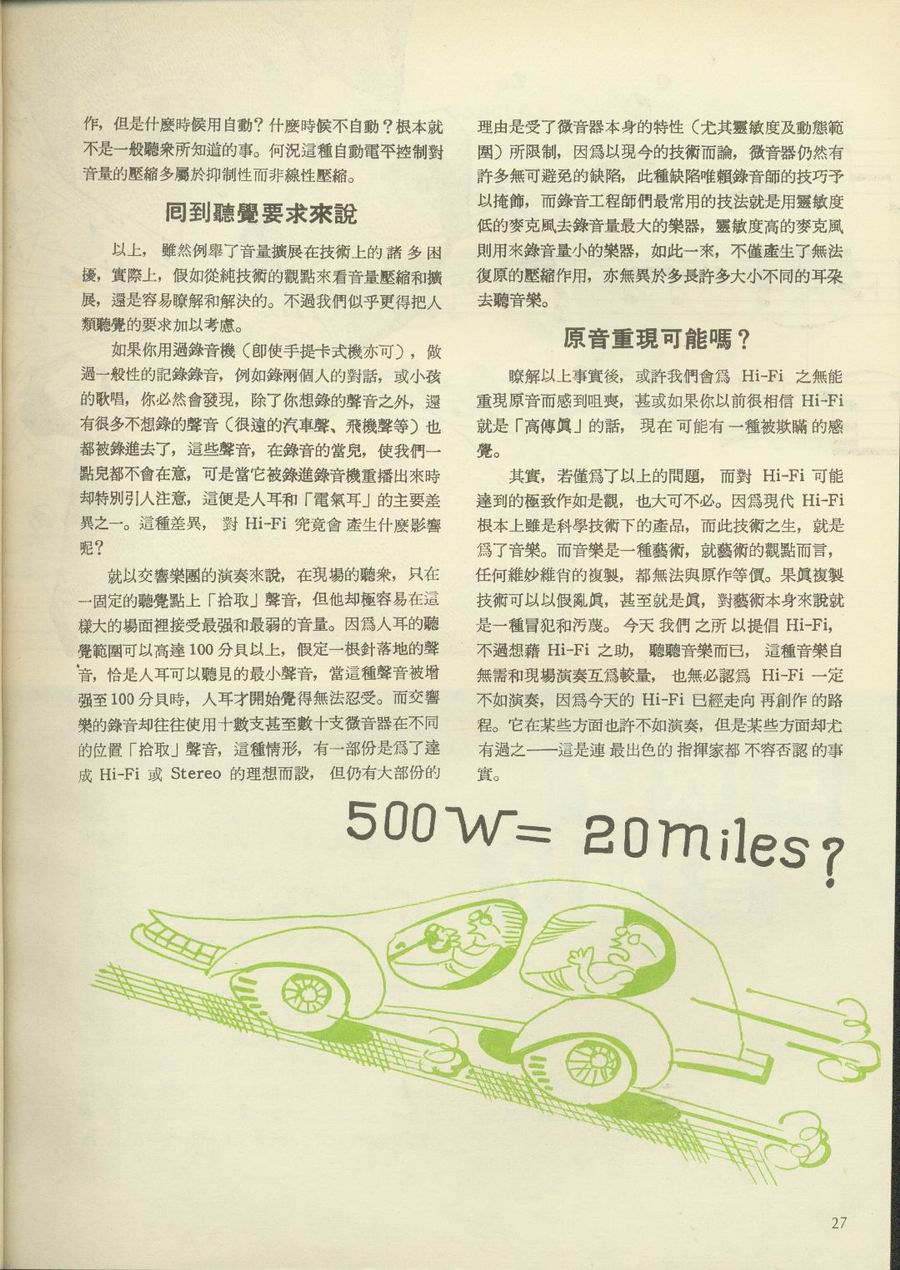 作，但是什麼時候用自動？什麼時候不自動？根本就
不是一般聽衆所知道的事。何況這種自動電平控制對
音量的壓縮多屬於抑制性而非線性壓縮。
囘到聽覺要求來說
以上，雖然例舉了音量擴展在技術上的諸多困
擾，實際上，假如從純技術的觀點來看音量壓縮和擴
展，還是容易瞭解和解決的。不過我們似乎更得把人
類聽覺的要求加以考慮。
如果你用過錄音機（卽使手提卡式機亦可），做
過一般性的記錄錄音，例如錄兩個人的對話，或小孩
的歌唱，你必然會發現，除了你想錄的聲音之外，還
有很多不想錄的聲音（很遠的汽車聲、飛機聲等）也
都被錄進去了，這些聲音，在錄音的當兒，使我們一
點兒都不會在意，可是當它被錄進錄音機重播出來時
却特別引人注意，這便是人耳和「電氣耳」的主要差
異之一。這種差異，對 Hi-Fi 究竟會產生什麼影響
呢？
就以交響樂團的演奏來說，在現場的聽衆，只在
一固定的聽覺點上「拾取」聲音，但他却極容易在這
樣大的場面裡接受最强和最弱的音量。因爲人耳的聽
覺範圍可以高達 100 分貝以上，假定一根針落地的聲
音，恰是人耳可以聽見的最小聲音，當這種聲音被增
强至 100 分貝時，人耳才開始覺得無法忍受。而交響
樂的錄音却往往使用十數支甚至數十支微音器在不同
的位置「拾取」聲音，這種情形，有一部份是爲了達
成 Hi-Fi 或 Stereo 的理想而設，但仍有大部份的
理由是受了微音器本身的特性（尤其靈敏度及動態範
圍）所限制，因爲以現今的技術而論，微音器仍然有
許多無可避免的缺陷，此種缺陷唯賴錄音師的技巧予
以掩飾，而錄音工程師們最常用的技法就是用靈敏度
低的麥克風去錄音量最大的樂器，靈敏度高的麥克風
則用來錄音量小的樂器，如此一來，不僅產生了無法
復原的壓縮作用，亦無異於多長許多大小不同的耳朶
去聽音樂。
原音重現可能嗎？
瞭解以上事實後，或許我們會爲 Hi-Fi 之無能
重現原音而感到咀喪，甚或如果你以前很相信 Hi-Fi
就是「高傳眞」的話，現在可能有一種被欺瞞的感
覺。
其實，若僅爲了以上的問題，而對 Hi-Fi 可能
達到的極致作如是觀，也大可不必。因爲現代 Hi-Fi
根本上雖是科學技術下的產品，而此技術之生，就是
爲了音樂。而音樂是一種藝術，就藝術的觀點而言，
任何維妙維肖的複製，都無法與原作等價。果眞複製
技術可以以假亂眞，甚至就是眞，對藝術本身來說就
是一種冒犯和汚蔑。今天我們之所以提倡 Hi-Fi，
不過想藉 Hi-Fi 之助，聽聽音樂而已，這種音樂自
無需和現場演奏互爲較量，也無必認爲 Hi-Fi 一定
不如演奏，因爲今天的 Hi-Fi 已經走向再創作的路
程。它在某些方面也許不如演奏，但是某些方面却尤
有過之──這是連最出色的指揮家都不容否認的事
實。
500W = 20miles?
27